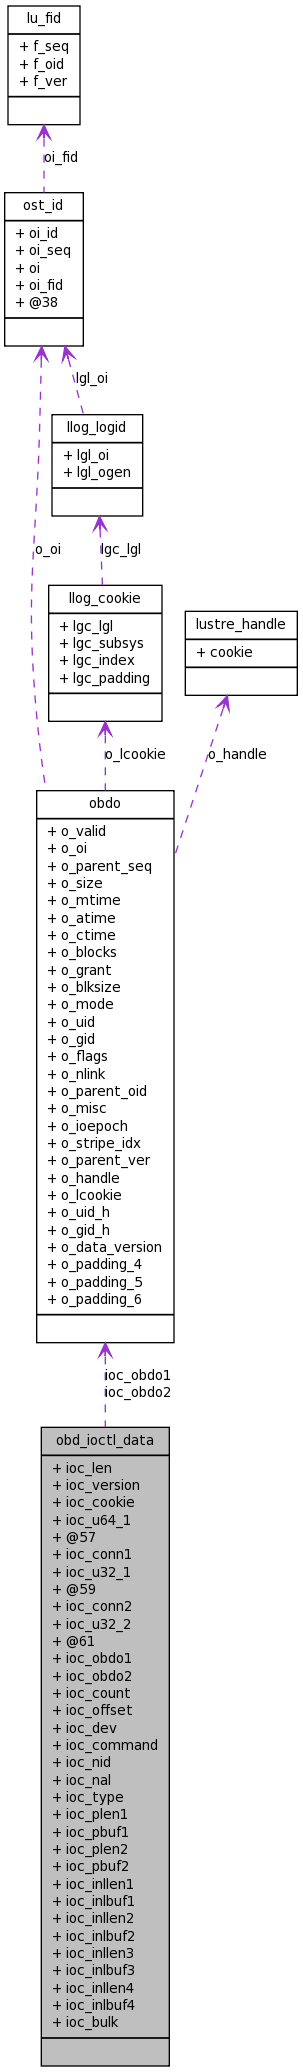 lu_fid
+ f_seq
+ f_oid
+ f_ver
oi_fid
ost_id
+ oi_id
+ oi_seq
+ oi
+ oi_fid
+ @38
lgl_oi
llog_logid
+ lgl_oi
+ lgl_ogen
o_oi
lgc_lgl
llog_cookie
+ lgc_lgl
+ lgc_subsys
+ lgc_index
+ lgc_padding
lustre_handle
+ cookie
o_lcookie
o_handle
obdo
+ o_valid
+ o_oi
+ o_parent_seq
+ o_size
+ o_mtime
+ o_atime
+ o_ctime
+ o_blocks
+ o_grant
+ o_blksize
+ o_mode
+ o_uid
+ o_gid
+ o_flags
+ o_nlink
+ o_parent_oid
+ o_misc
+ o_ioepoch
+ o_stripe_idx
+ o_parent_ver
+ o_handle
+ o_lcookie
+ o_uid_h
+ o_gid_h
+ o_data_version
+ o_padding_4
+ o_padding_5
+ o_padding_6
ioc_obdo1
ioc_obdo2
obd_ioctl_data
+ ioc_len
+ ioc_version
+ ioc_cookie
+ ioc_u64_1
+ @57
+ ioc_conn1
+ ioc_u32_1
+ @59
+ ioc_conn2
+ ioc_u32_2
+ @61
+ ioc_obdo1
+ ioc_obdo2
+ ioc_count
+ ioc_offset
+ ioc_dev
+ ioc_command
+ ioc_nid
+ ioc_nal
+ ioc_type
+ ioc_plen1
+ ioc_pbuf1
+ ioc_plen2
+ ioc_pbuf2
+ ioc_inllen1
+ ioc_inlbuf1
+ ioc_inllen2
+ ioc_inlbuf2
+ ioc_inllen3
+ ioc_inlbuf3
+ ioc_inllen4
+ ioc_inlbuf4
+ ioc_bulk